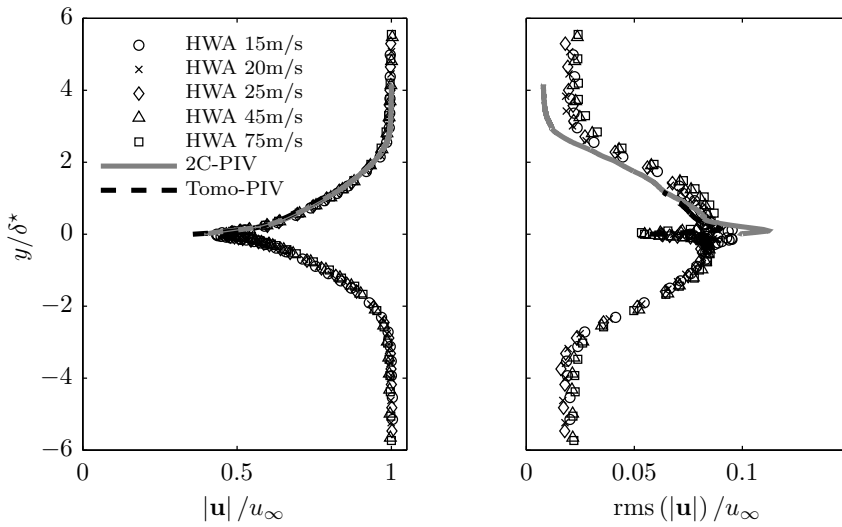 6
4
2
0
−2
−4
−6
y/δ⋆
HWA 15m/s
HWA 20m/s
HWA 25m/s
HWA 45m/s
HWA 75m/s
2C-PIV
Tomo-PIV
0 0.5 1
|u| /u∞
0 0.05 0.1
rms (|u|) /u∞